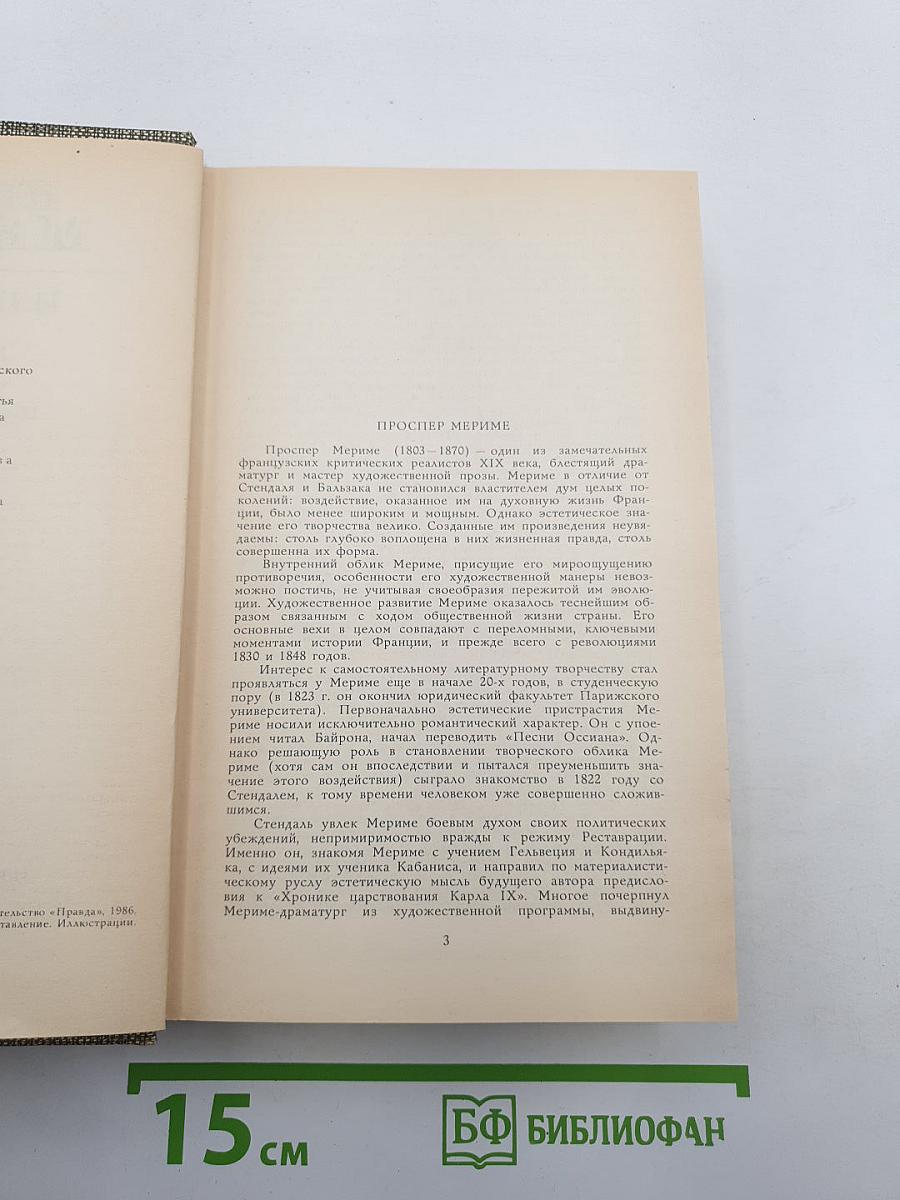 ского
тья
а
в а
а
тельство «Правда», 1986.
тавление. Иллюстрации.
ПРОСПЕР МЕРИМЕ
Проспер Мериме (1803—1870) — один из замечательных
французских критических реалистов XIX века, блестящий дра-
матург и мастер художественной прозы. Мериме в отличие от
Стендаля и Бальзака не становился властителем дум целых по-
колений: воздействие, оказанное им на духовную жизнь Фран-
ции, было менее широким и мощным. Однако эстетическое зна-
чение его творчества велико. Созданные им произведения неувя-
даемы: столь глубоко воплощена в них жизненная правда, столь
совершенна их форма.
Внутренний облик Мериме, присущие его мироощущению
противоречия, особенности его художественной манеры невоз-
можно постичь, не учитывая своеобразия пережитой им эволю-
ции. Художественное развитие Мериме оказалось теснейшим об-
разом связанным с ходом общественной жизни страны. Его
основные вехи в целом совпадают с переломными, ключевыми
моментами истории Франции, и прежде всего с революциями
1830 и 1848 годов.
Интерес к самостоятельному литературному творчеству стал
проявляться у Мериме еще в начале 20-х годов, в студенческую
пору (в 1823 г. он окончил юридический факультет Парижского
университета). Первоначально эстетические пристрастия Ме-
риме носили исключительно романтический характер. Он с упое-
нием читал Байрона, начал переводить «Песни Оссиана». Од-
нако решающую роль в становлении творческого облика Ме-
риме (хотя сам он впоследствии и пытался преуменьшить зна-
чение этого воздействия) сыграло знакомство в 1822 году со
Стендалем, к тому времени человеком уже совершенно сложив-
шимся.
Стендаль увлек Мериме боевым духом своих политических
убеждений, непримиримостью вражды к режиму Реставрации.
Именно он, знакомя Мериме с учением Гельвеция и Кондилья-
ка, с идеями их ученика Кабаниса, и направил по материалисти-
ческому руслу эстетическую мысль будущего автора предисло-
вия к «Хронике царствования Карла IX». Многое почерпнул
Мериме-драматург из художественной программы, выдвину-
3
15 см
БФ БИБЛИОФАН